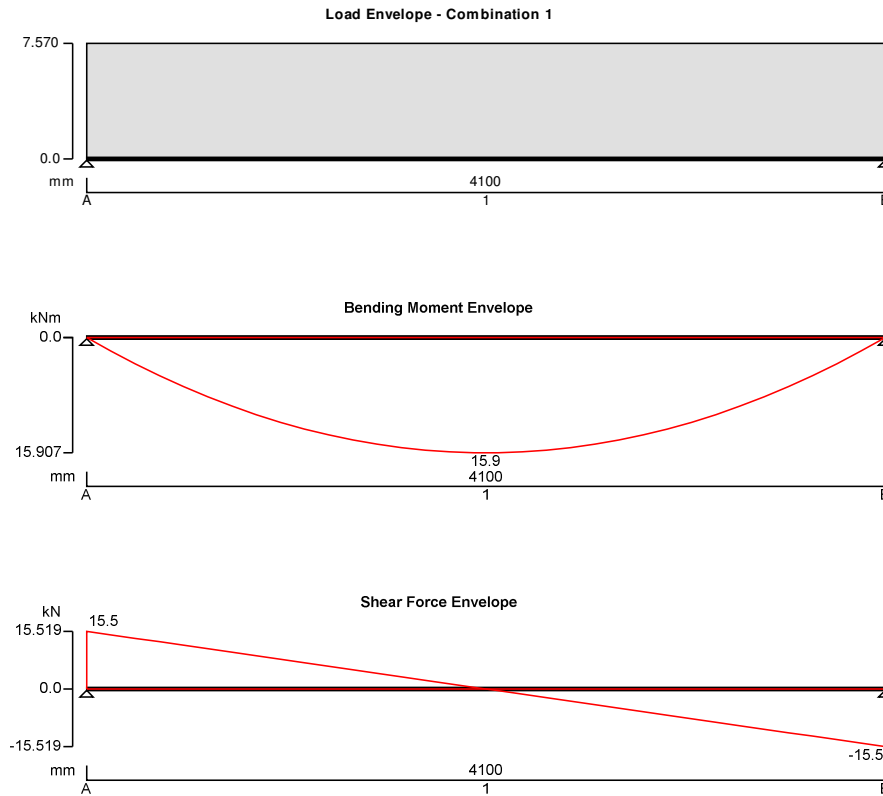 Load Envelope - Combination 1
7.570
0.0
mm
4100
A
1
Bending Moment Envelope
kNm
0.0
15.907
15.9
mm
4100
A
1
Shear Force Envelope
kN
15.519
15.5
0.0
-15.519
-15.5
mm
4100
A
1